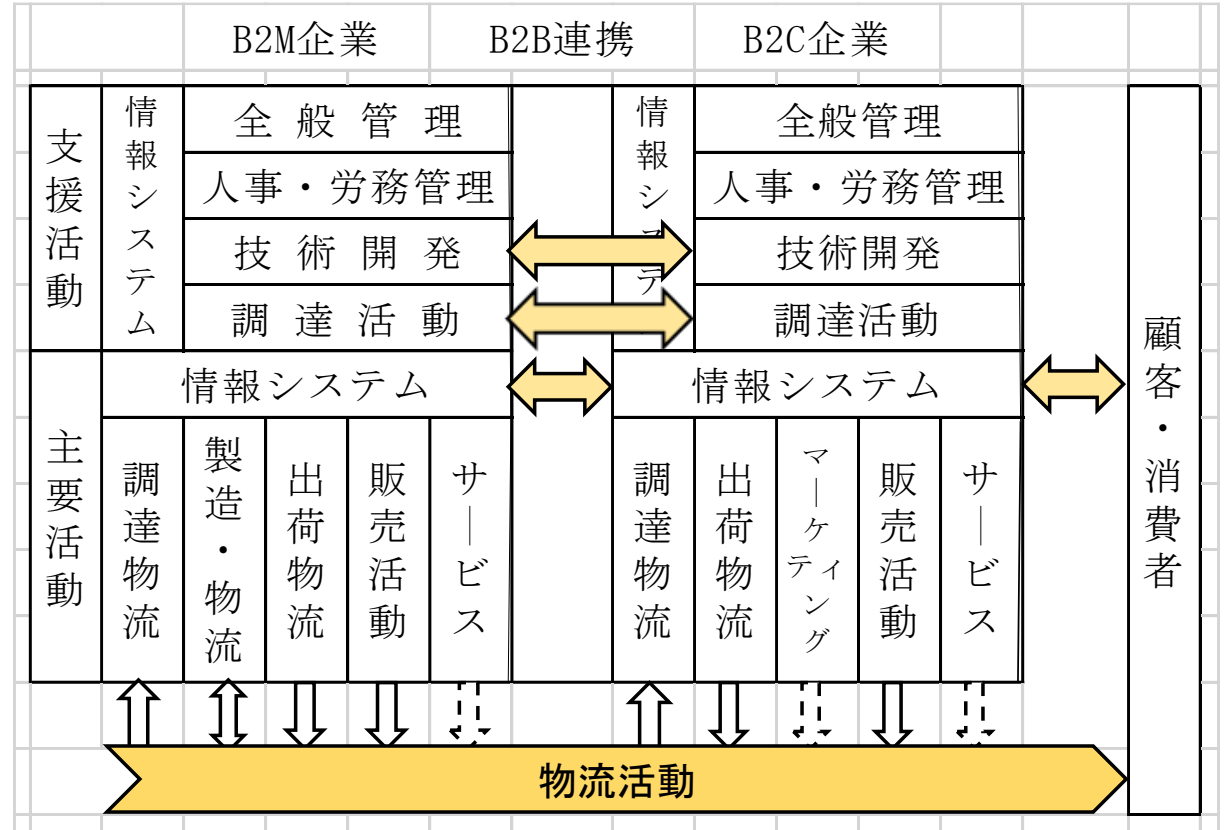 B2M企業
B2B連携
B2C企業
支援活動
情報システム
全般管理
人事・労務管理
技術開発
調達活動
情報システ
全般管理
人事・労務管理
技術開発
調達活動
主要活動
情報システム
調達物流
製造・物流
出荷物流
販売活動
サービス
情報システム
調達物流
出荷物流
マーケティング
販売活動
サービス
顧客・消費者
物流活動